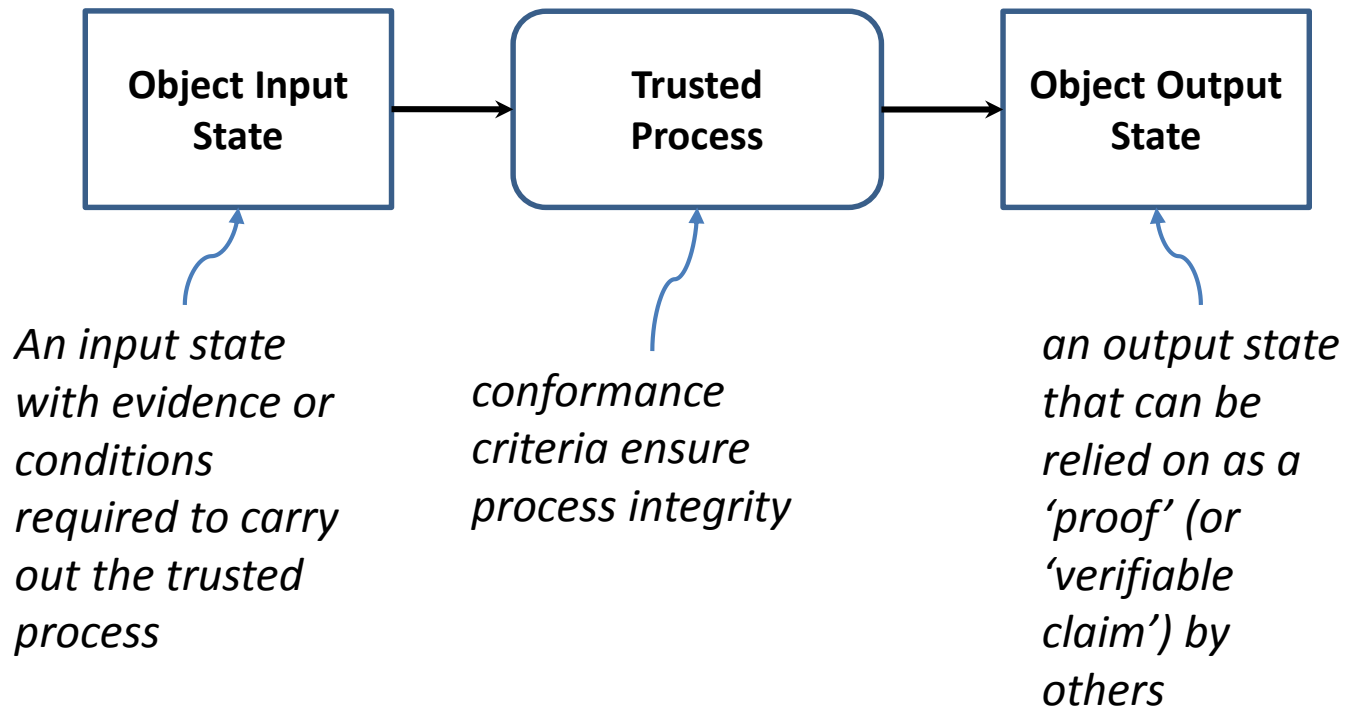 Object Input
State
Trusted
Process
Object Output
State
An input state
with evidence or
conditions
required to carry
out the trusted
process
conformance
criteria ensure
process integrity
an output state
that can be
relied on as a
‘proof’ (or
‘verifiable
claim’) by
others